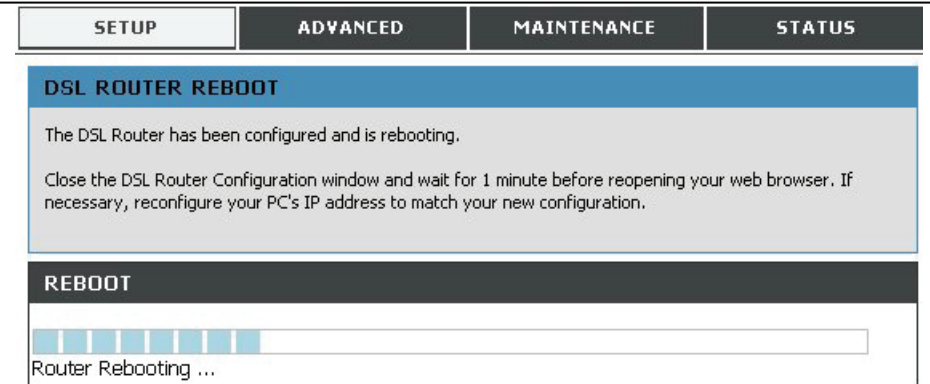 SETUP ADVANCED MAINTENANCE STATUS
DSL ROUTER REBOOT
The DSL Router has been configured and is rebooting.
Close the DSL Router Configuration window and wait for 1 minute before reopening your web browser. If
necessary, reconfigure your PC's IP address to match your new configuration.
REBOOT
Router Rebooting ...